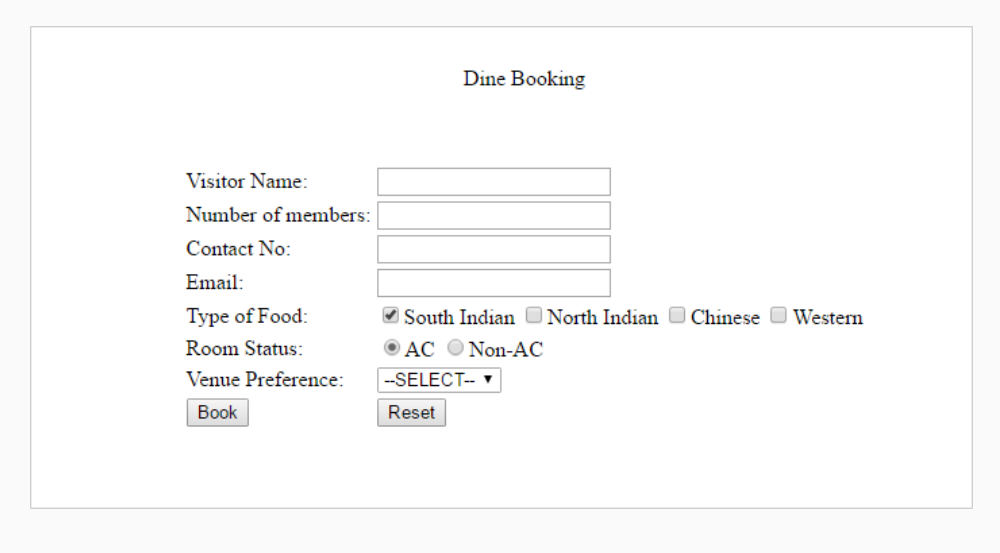 Dine Booking
Visitor Name:
Number of members:
Contact No:
Email:
Type of Food: South Indian North Indian Chinese Western
Room Status: AC Non-AC
Venue Preference: --SELECT--
Book Reset